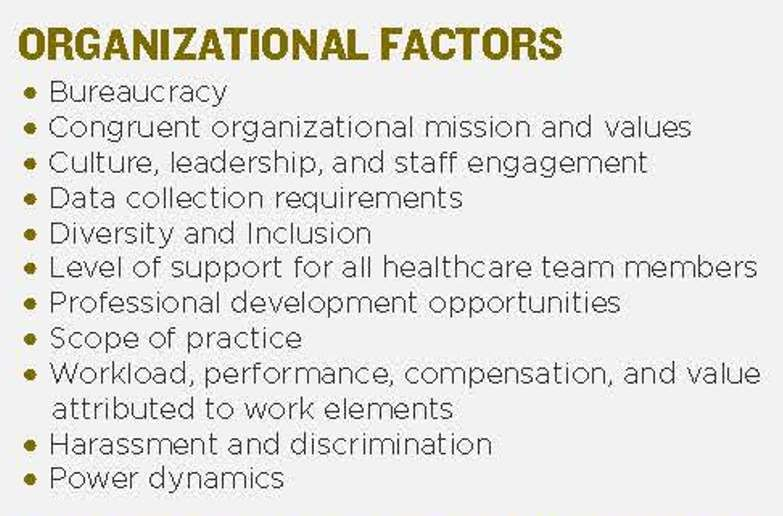 ORGANIZATIONAL FACTORS
• Bureaucracy
• Congruent organizational mission and values
• Culture, leadership, and staff engagement
• Data collection requirements
• Diversity and Inclusion
• Level of support for all healthcare team members
• Professional development opportunities
• Scope of practice
• Workload, performance, compensation, and value
attributed to work elements
• Harassment and discrimination
• Power dynamics